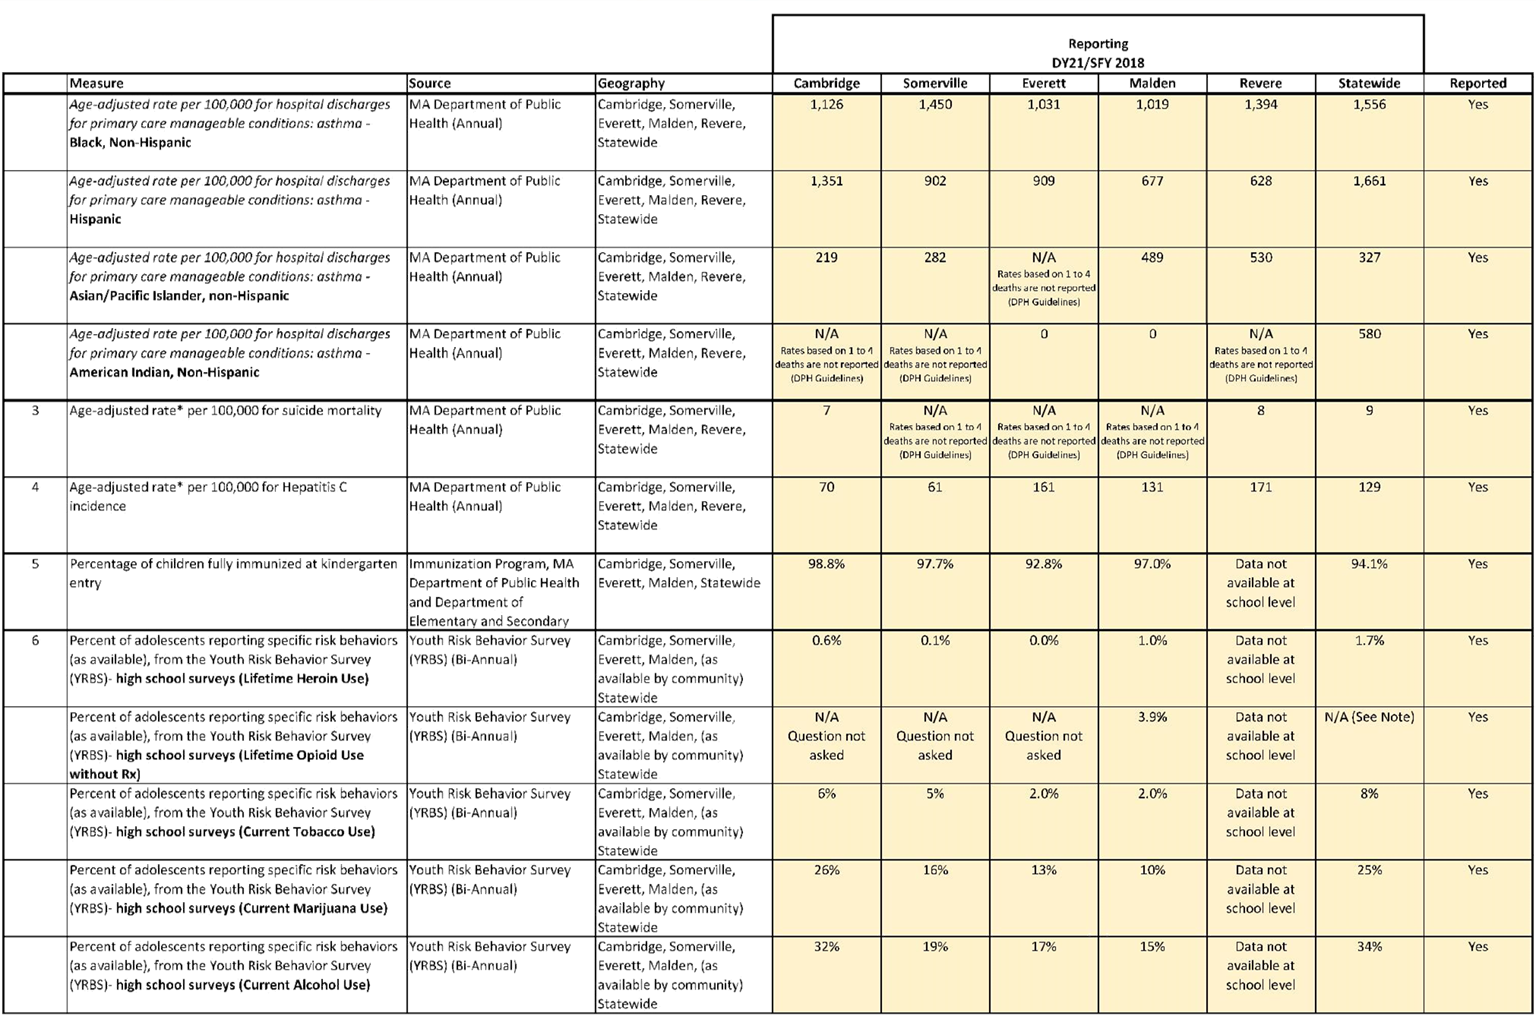 Reporting
DY21/SFY 2018
Measure Source Geography Cambridge Somerville Everett Malden Revere Statewide Reported
Age-adjusted rate per 100,000 for hospital discharges MA Department of Public Cambridge, Somerville, 1,126 1,450 1,031 1,019 1,394 1,556 Yes
for primary care manageable conditions: asthma - Health (Annual) Everett, Malden, Revere,
Black, Non-Hispanic Statewide
Age-adjusted rate per 100,000 for hospital discharges MA Department of Public Cambridge, Somerville, 1,351 902 909 677 628 1,661 Yes
for primary care manageable conditions: asthma - Health (Annual) Everett, Malden, Revere,
Hispanic Statewide
Age-adjusted rate per 100,000 for hospital discharges MA Department of Public Cambridge, Somerville, 219 282 N/A 489 530 327 Yes
for primary care manageable conditions: asthma - Health (Annual) Everett, Malden, Revere, Rates based on 1 to 4
Asian/Pacific Islander, non-Hispanic Statewide deaths are not reported
(DPH Guidelines)
Age-adjusted rate per 100,000 for hospital discharges MA Department of Public Cambridge, Somerville, N/A N/A 0 0 N/A 580 Yes
for primary care manageable conditions: asthma - Health (Annual) Everett, Malden, Revere, Rates based on 1 to 4 Rates based on 1 to 4 Rates based on 1 to 4
American Indian, Non-Hispanic Statewide deaths are not reported deaths are not reported deaths are not reported
(DPH Guidelines) (DPH Guidelines) (DPH Guidelines)
3 Age-adjusted rate* per 100,000 for suicide mortality MA Department of Public Cambridge, Somerville, 7 N/A N/A N/A 8 9 Yes
Health (Annual) Everett, Malden, Revere, Rates based on 1 to 4 Rates based on 1 to 4 Rates based on 1 to 4
Statewide deaths are not reported deaths are not reported deaths are not reported
(DPH Guidelines) (DPH Guidelines) (DPH Guidelines)
4 Age-adjusted rate* per 100,000 for Hepatitis C MA Department of Public Cambridge, Somerville, 70 61 161 131 171 129 Yes
incidence Health (Annual) Everett, Malden, Revere,
Statewide
5 Percentage of children fully immunized at kindergarten Immunization Program, MA Cambridge, Somerville, 98.8% 97.7% 92.8% 97.0% Data not 94.1% Yes
entry Department of Public Health Everett, Malden, Statewide available at
and Department of school level
Elementary and Secondary
6 Percent of adolescents reporting specific risk behaviors Youth Risk Behavior Survey Cambridge, Somerville, 0.6% 0.1% 0.0% 1.0% Data not 1.7% Yes
(as available), from the Youth Risk Behavior Survey (YRBS) (Bi-Annual) Everett, Malden, (as available at
(YRBS)- high school surveys (Lifetime Heroin Use) available by community) school level
Statewide
Percent of adolescents reporting specific risk behaviors Youth Risk Behavior Survey Cambridge, Somerville, N/A N/A N/A 3.9% Data not N/A (See Note) Yes
(as available), from the Youth Risk Behavior Survey (YRBS) (Bi-Annual) Everett, Malden, (as Question not Question not Question not available at
(YRBS)- high school surveys (Lifetime Opioid Use available by community) asked asked asked school level
without Rx) Statewide
Percent of adolescents reporting specific risk behaviors Youth Risk Behavior Survey Cambridge, Somerville, 6% 5% 2.0% 2.0% Data not 8% Yes
(as available), from the Youth Risk Behavior Survey (YRBS) (Bi-Annual) Everett, Malden, (as available at
(YRBS)- high school surveys (Current Tobacco Use) available by community) school level
Statewide
Percent of adolescents reporting specific risk behaviors Youth Risk Behavior Survey Cambridge, Somerville, 26% 16% 13% 10% Data not 25% Yes
(as available), from the Youth Risk Behavior Survey (YRBS) (Bi-Annual) Everett, Malden, (as available at
(YRBS)- high school surveys (Current Marijuana Use) available by community) school level
Statewide
Percent of adolescents reporting specific risk behaviors Youth Risk Behavior Survey Cambridge, Somerville, 32% 19% 17% 15% Data not 34% Yes
(as available), from the Youth Risk Behavior Survey (YRBS) (Bi-Annual) Everett, Malden, (as available at
(YRBS)- high school surveys (Current Alcohol Use) available by community) school level
Statewide